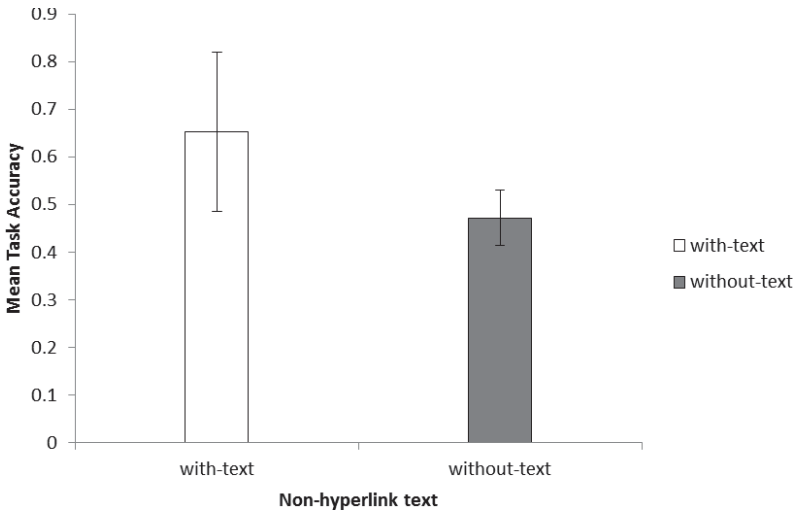 0.9
0.8
0.7
0.6
0.5
0.4
0.3
0.2
0.1
0
Mean Task Accuracy
with-text
without-text
Non-hyperlink text
with-text
without-text